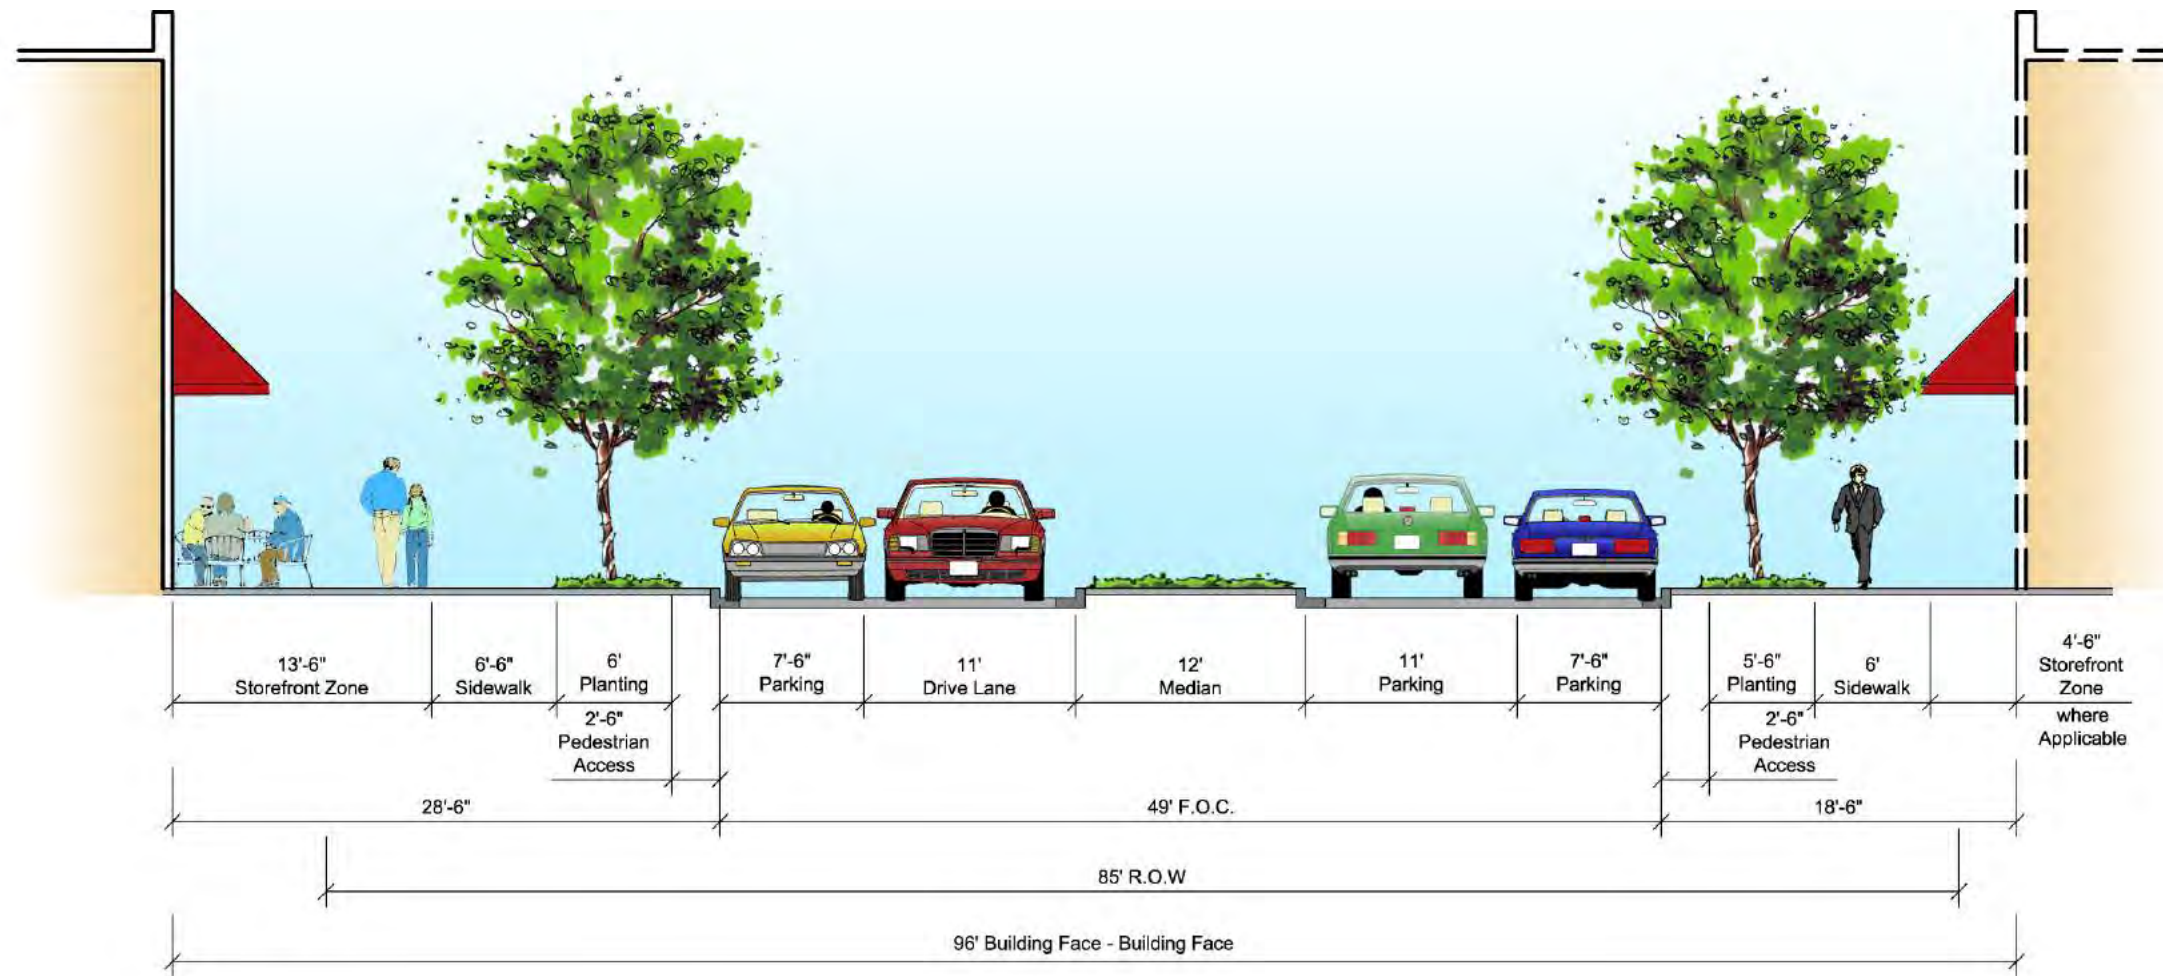 13'-6"
Storefront Zone
6'-6"
Sidewalk
6'
Planting
2'-6"
Pedestrian
Access
7'-6"
Parking
11'
Drive Lane
12'
Median
11'
Parking
7'-6"
Parking
5'-6"
Planting
2'-6"
Pedestrian
Access
6'
Sidewalk
4'-6"
Storefront
Zone
where
Applicable
28'-6"
49' F.O.C.
18'-6"
85' R.O.W
96' Building Face - Building Face